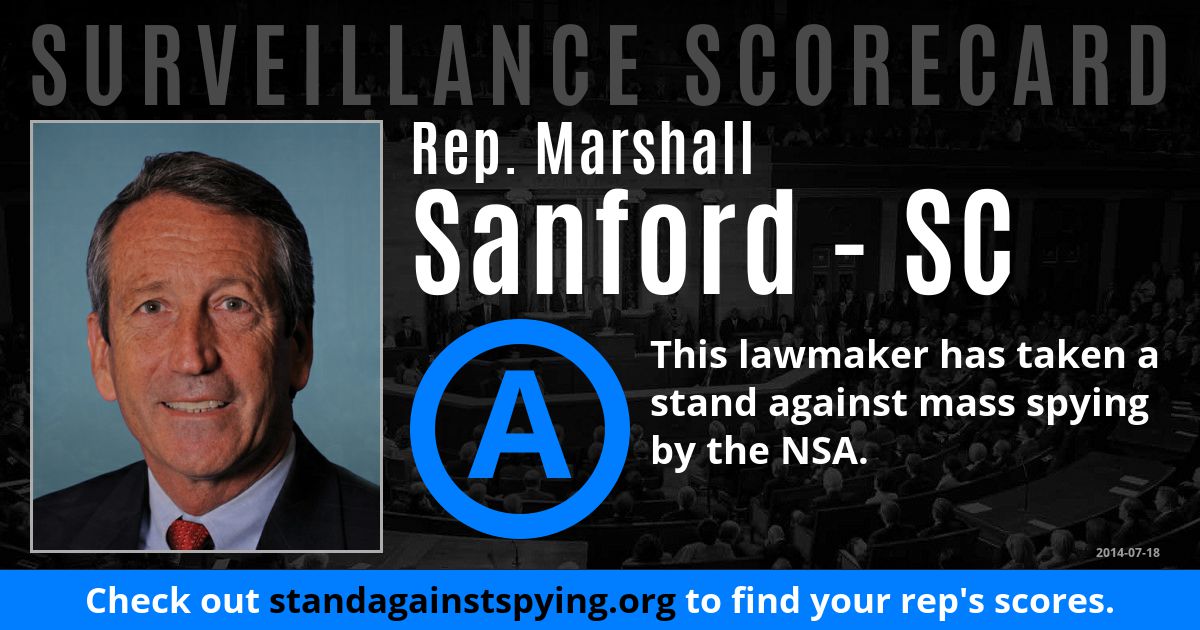 SURVEILLANCE SCORECARD
Rep. Marshall
Sanford - SC
A
This lawmaker has taken a
stand against mass spying
by the NSA.
2014-07-18
Check out standagainstspying.org to find your rep's scores.